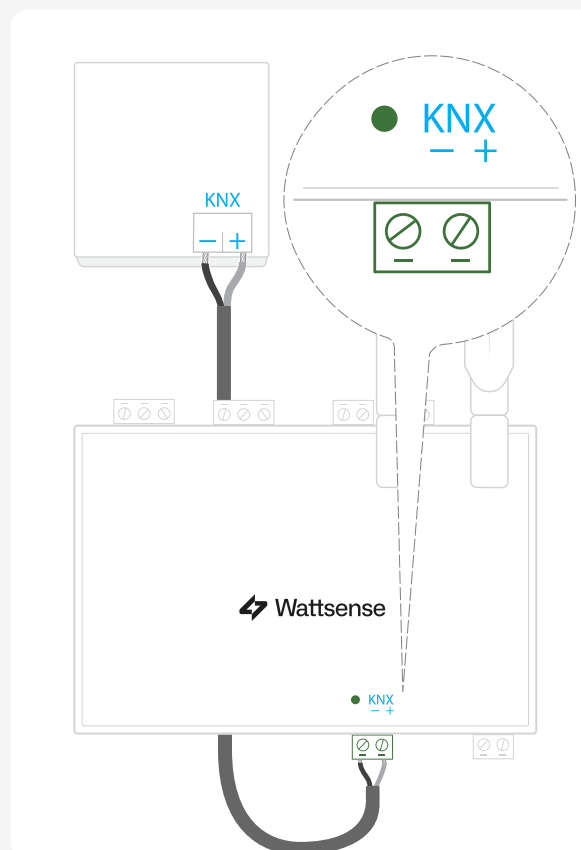 KNX
− +
KNX
− +
Wattsense
KNX
− +